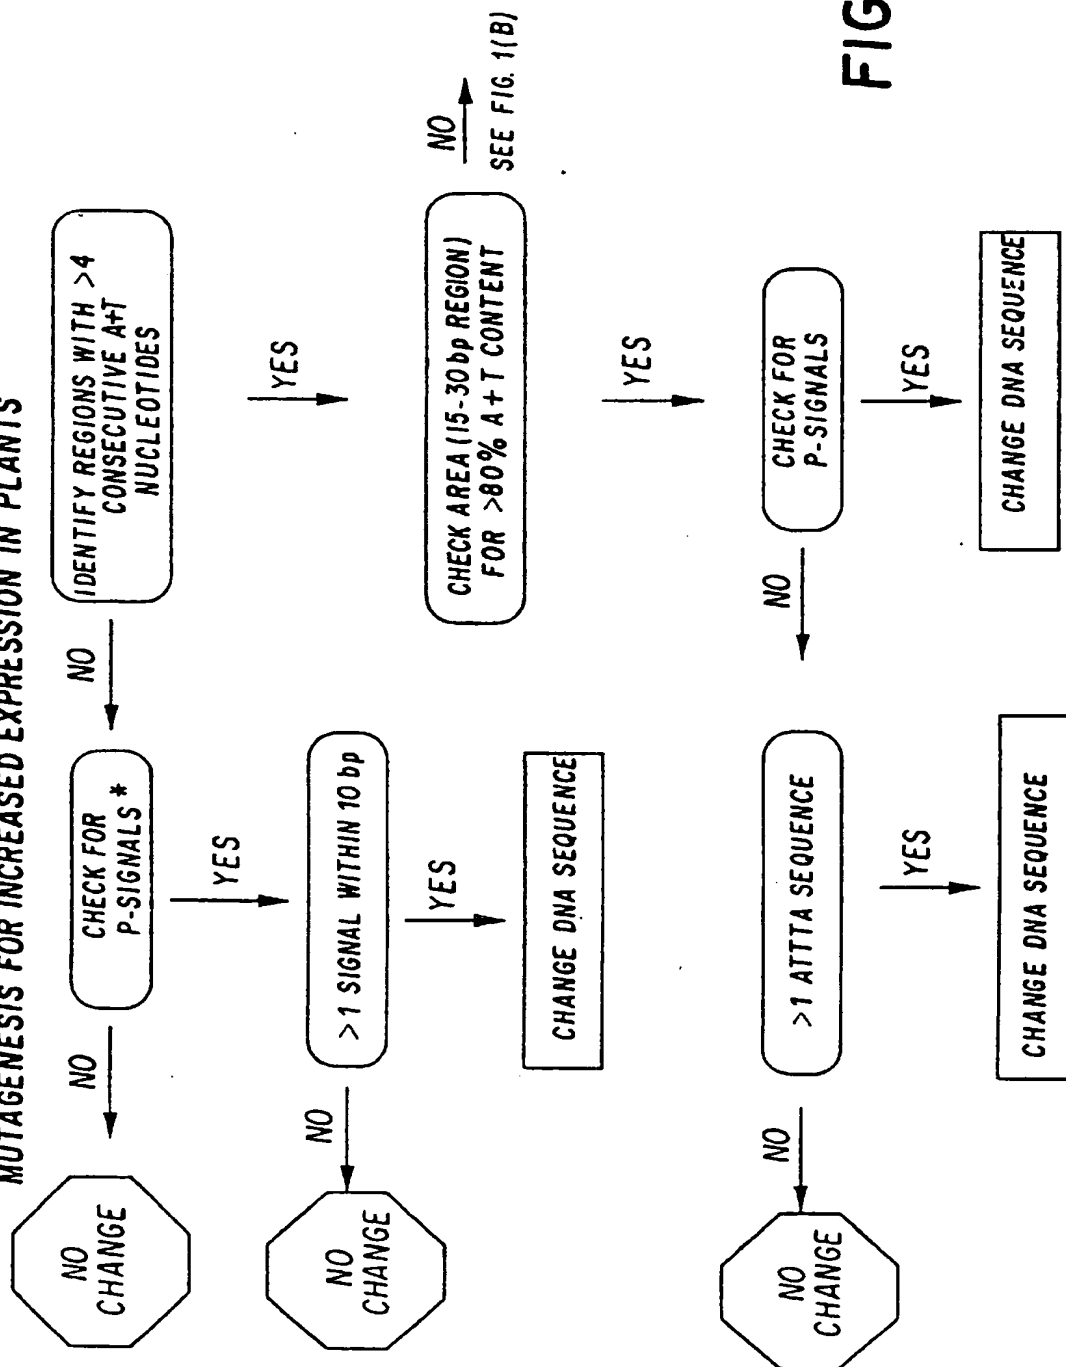 MUTAGENESIS FOR INCREASED EXPRESSION IN PLANTS
IDENTIFY REGIONS WITH >4
CONSECUTIVE A+T
NUCLEOTIDES
NO
CHECK FOR
P-SIGNALS *
NO
NO
CHANGE
YES
>1 SIGNAL WITHIN 10 bp
NO
NO
CHANGE
YES
CHANGE DNA SEQUENCE
YES
CHECK AREA (15-30 bp REGION)
FOR >80% A + T CONTENT
NO
SEE FIG. 1(B)
YES
CHECK FOR
P-SIGNALS
YES
CHANGE DNA SEQUENCE
NO
>1 ATTTA SEQUENCE
NO
NO
CHANGE
YES
CHANGE DNA SEQUENCE
FIG